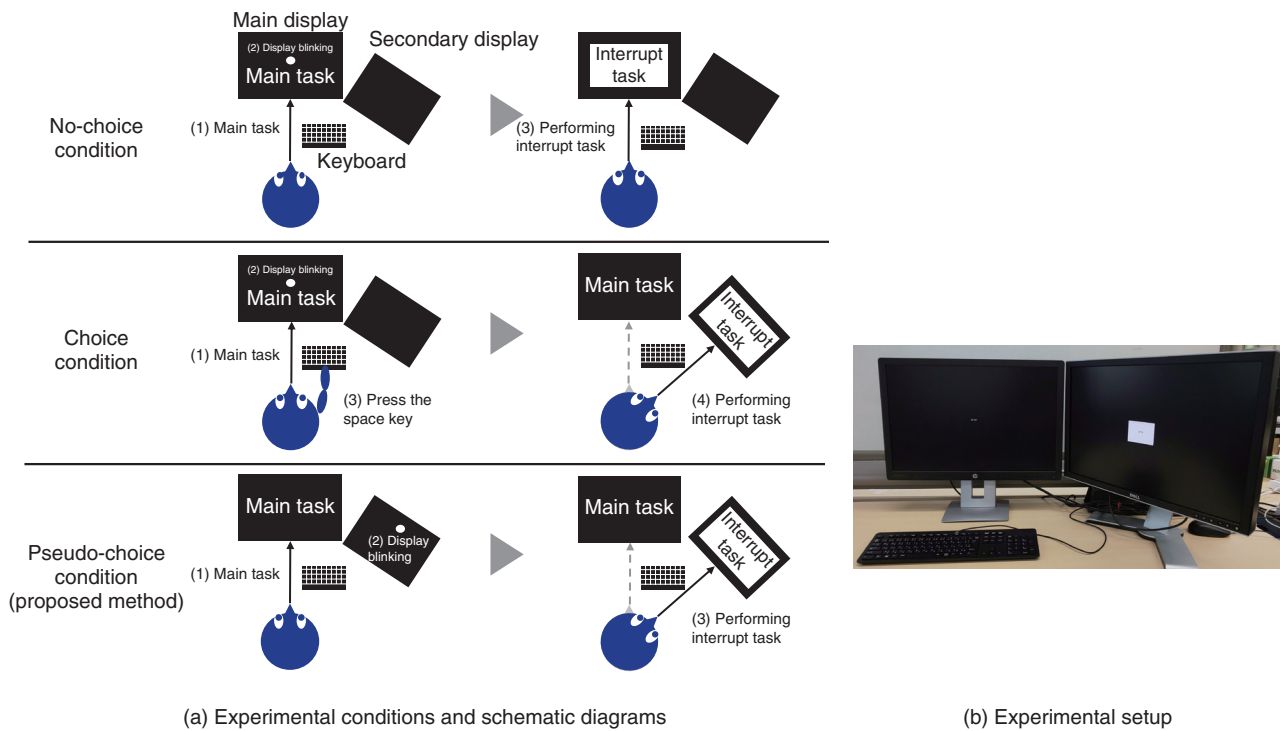 Main display
Secondary display
(2) Display blinking
Main task
Interrupt
task
No-choice
condition
(1) Main task
(3) Performing
interrupt task
Keyboard
(2) Display blinking
Main task
Main task
Interrupt
task
Choice
condition
(1) Main task
(3) Press the
space key
(4) Performing
interrupt task
Main task
(2) Display
blinking
Main task
Interrupt
task
Pseudo-choice
condition
(proposed method)
(1) Main task
(3) Performing
interrupt task
DELL
(a) Experimental conditions and schematic diagrams
(b) Experimental setup